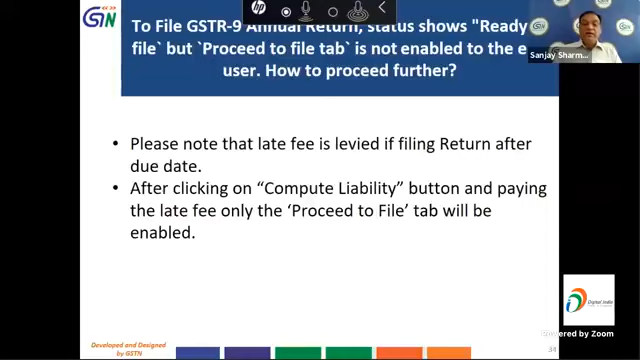 GSTN
hp
To File GSTR-9 Annual Return, status shows "Ready
file` but `Proceed to file tab` is not enabled to the e
user. How to proceed further?
Sanjay Sharm...
• Please note that late fee is levied if filing Return after
due date.
• After clicking on “Compute Liability” button and paying
the late fee only the ‘Proceed to File’ tab will be
enabled.
Digital India
Powered by Zoom
Developed and Designed
by GSTN
34